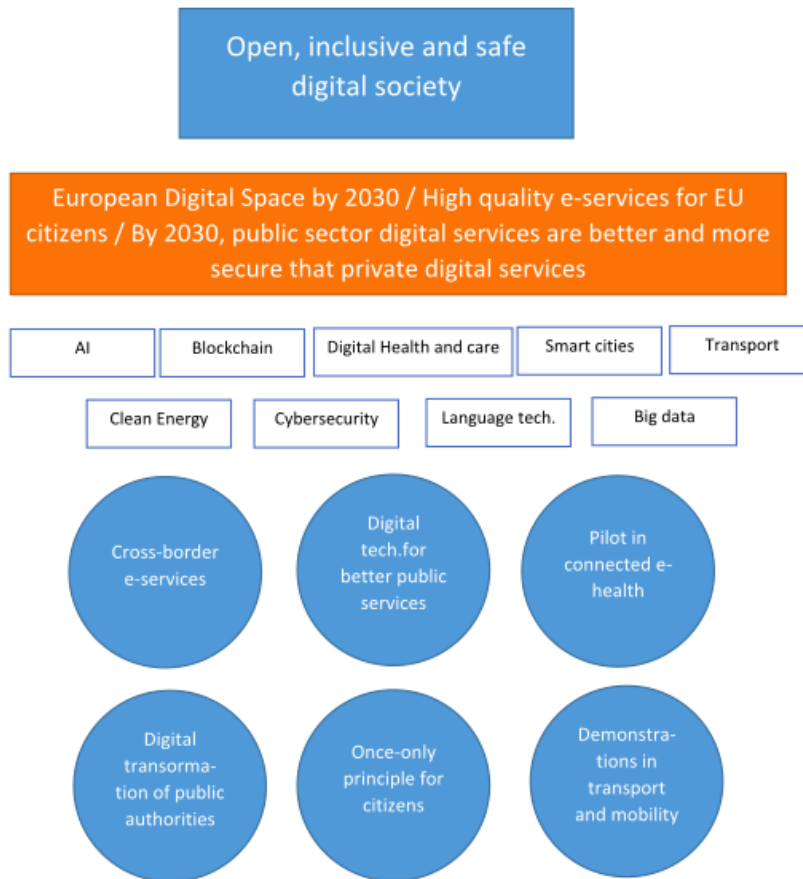 Open, inclusive and safe
digital society
European Digital Space by 2030 / High quality e-services for EU
citizens / By 2030, public sector digital services are better and more
secure that private digital services
AI
Blockchain
Digital Health and care
Smart cities
Transport
Clean Energy
Cybersecurity
Language tech.
Big data
Cross-border
e-services
Digital
tech.for
better public
services
Pilot in
connected e-
health
Digital
transorma-
tion of public
authorities
Once-only
principle for
citizens
Demonstra-
tions in
transport
and mobility